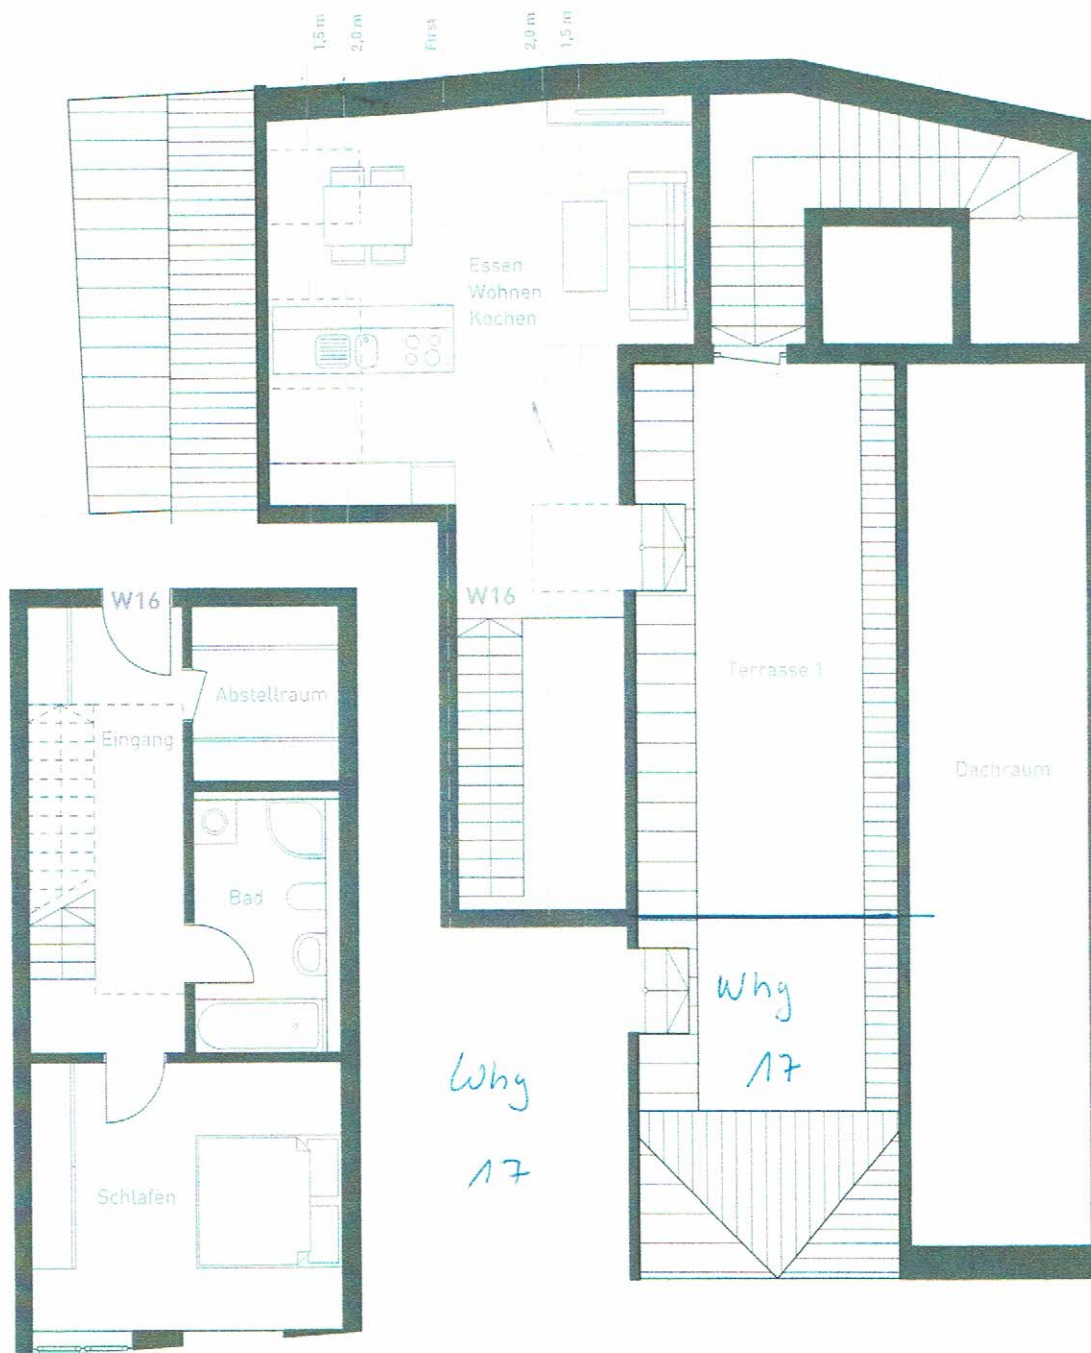 1,5 m
2,0 m
First
2,0 m
1,5 m
Essen
Wohnen
Kochen
W16
W16
Abstellraum
Eingang
Terrasse 1
Dachraum
Bad
Whg
17
Whg
17
Schlafen